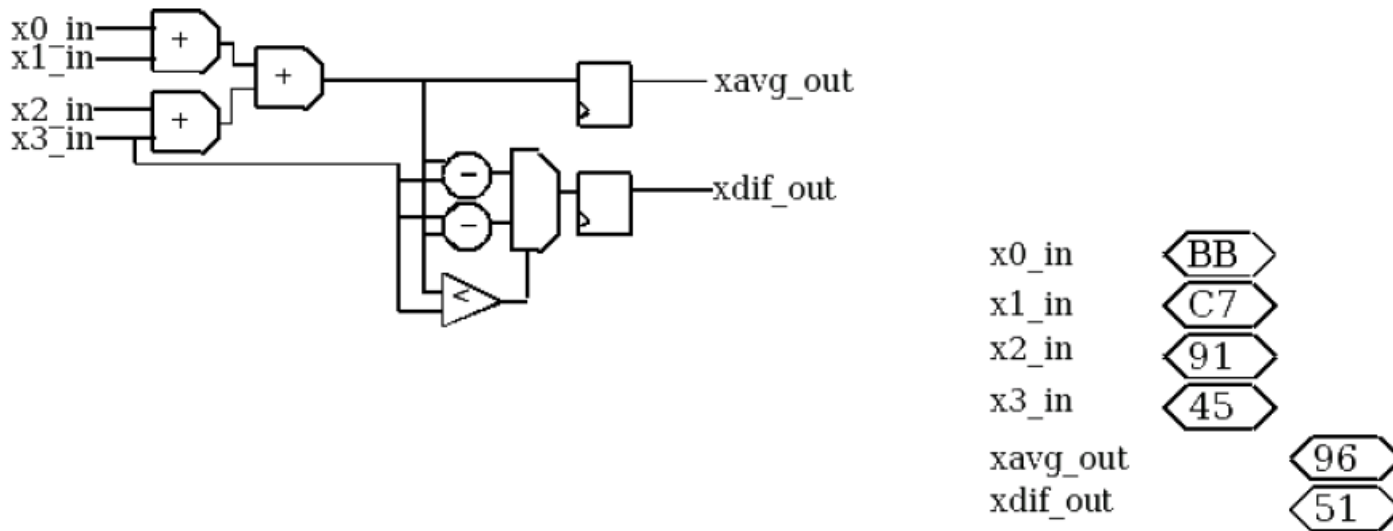 x0_in
x1_in
+
+
x2_in
x3_in
+
xavg_out
−
−
<
xdif_out
x0_in BB
x1_in C7
x2_in 91
x3_in 45
xavg_out 96
xdif_out 51